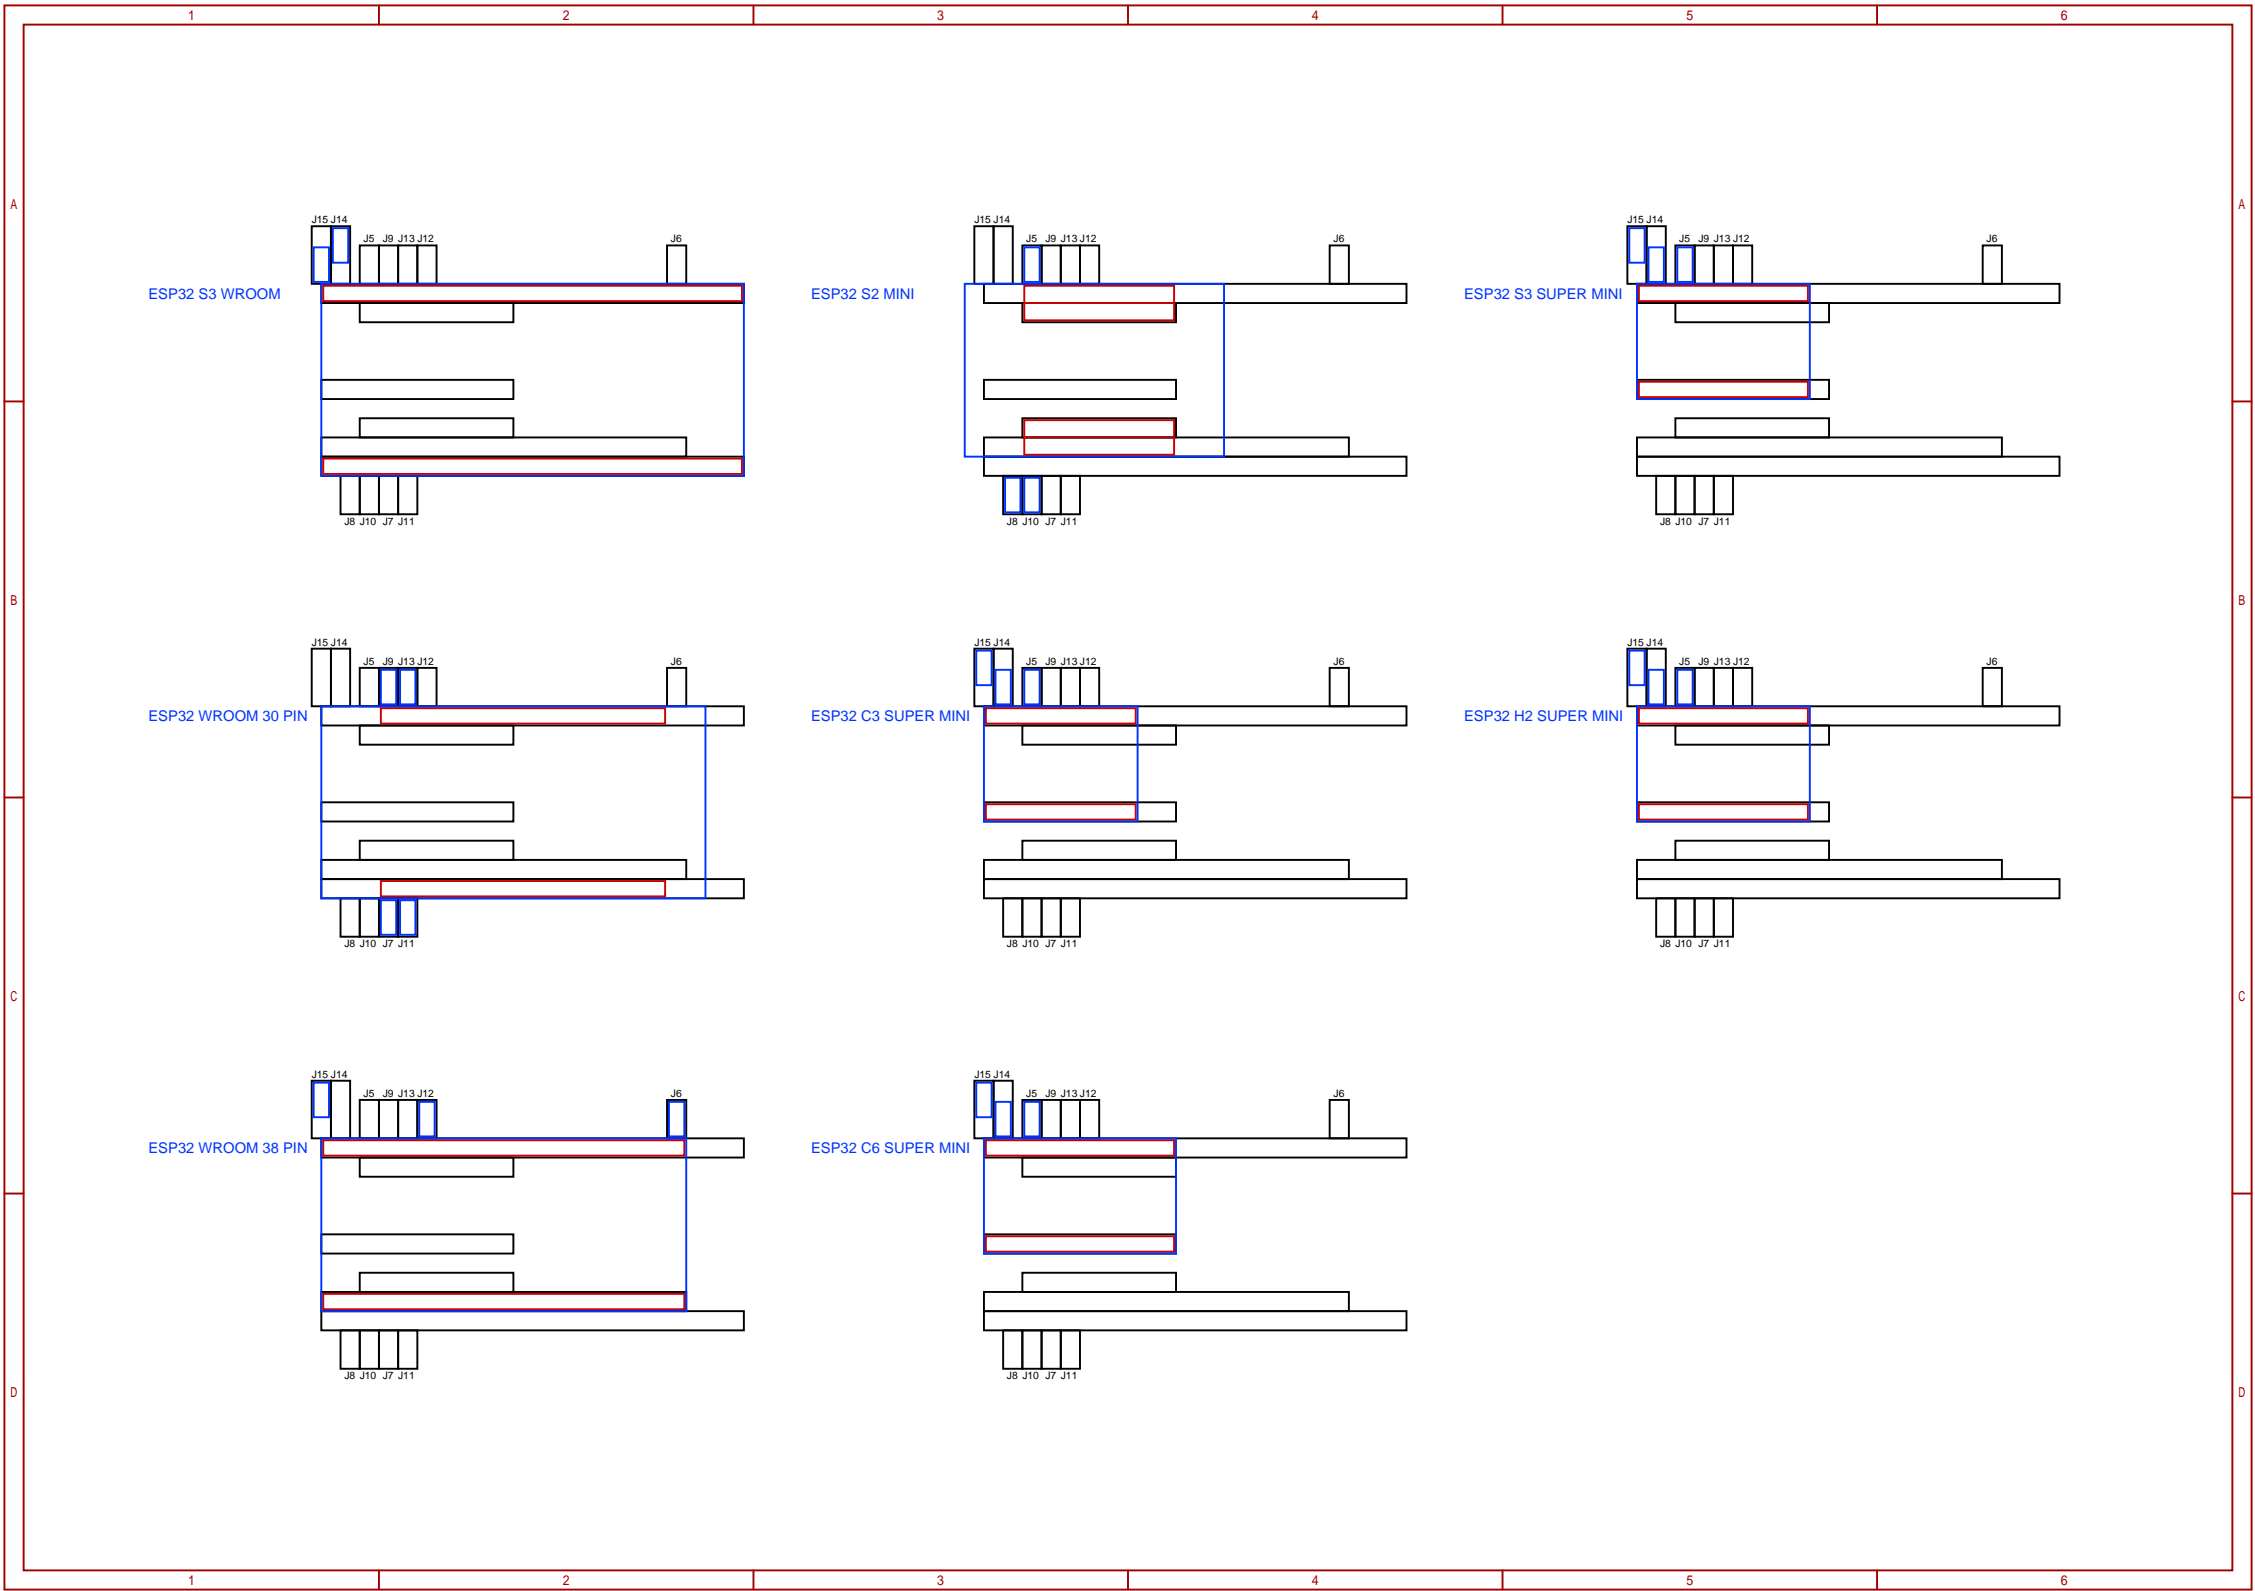 1 2 3 4 5 6
A A
J15 J14 J5 J9 J13 J12 J6
ESP32 S3 WROOM
J8 J10 J7 J11
J15 J14 J5 J9 J13 J12 J6
ESP32 S2 MINI
J8 J10 J7 J11
J15 J14 J5 J9 J13 J12 J6
ESP32 S3 SUPER MINI
J8 J10 J7 J11
B B
J15 J14 J5 J9 J13 J12 J6
ESP32 WROOM 30 PIN
J8 J10 J7 J11
J15 J14 J5 J9 J13 J12 J6
ESP32 C3 SUPER MINI
J8 J10 J7 J11
J15 J14 J5 J9 J13 J12 J6
ESP32 H2 SUPER MINI
J8 J10 J7 J11
C C
J15 J14 J5 J9 J13 J12 J6
ESP32 WROOM 38 PIN
J8 J10 J7 J11
J15 J14 J5 J9 J13 J12 J6
ESP32 C6 SUPER MINI
J8 J10 J7 J11
D D
1 2 3 4 5 6